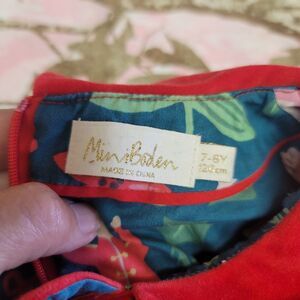 Mini Boden
MADE IN CHINA
7-8Y
122cm